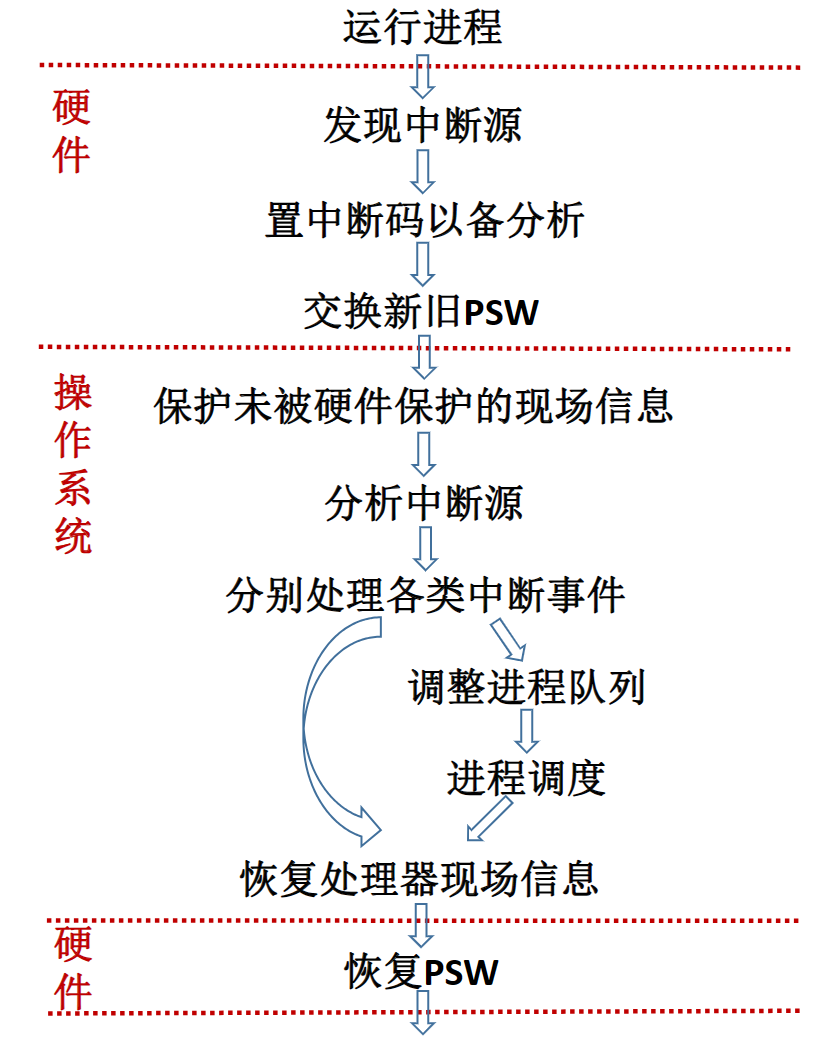 运行进程
硬件
发现中断源
置中断码以备分析
交换新旧PSW
操作系统
保护未被硬件保护的现场信息
分析中断源
分别处理各类中断事件
调整进程队列
进程调度
恢复处理器现场信息
硬件
恢复PSW